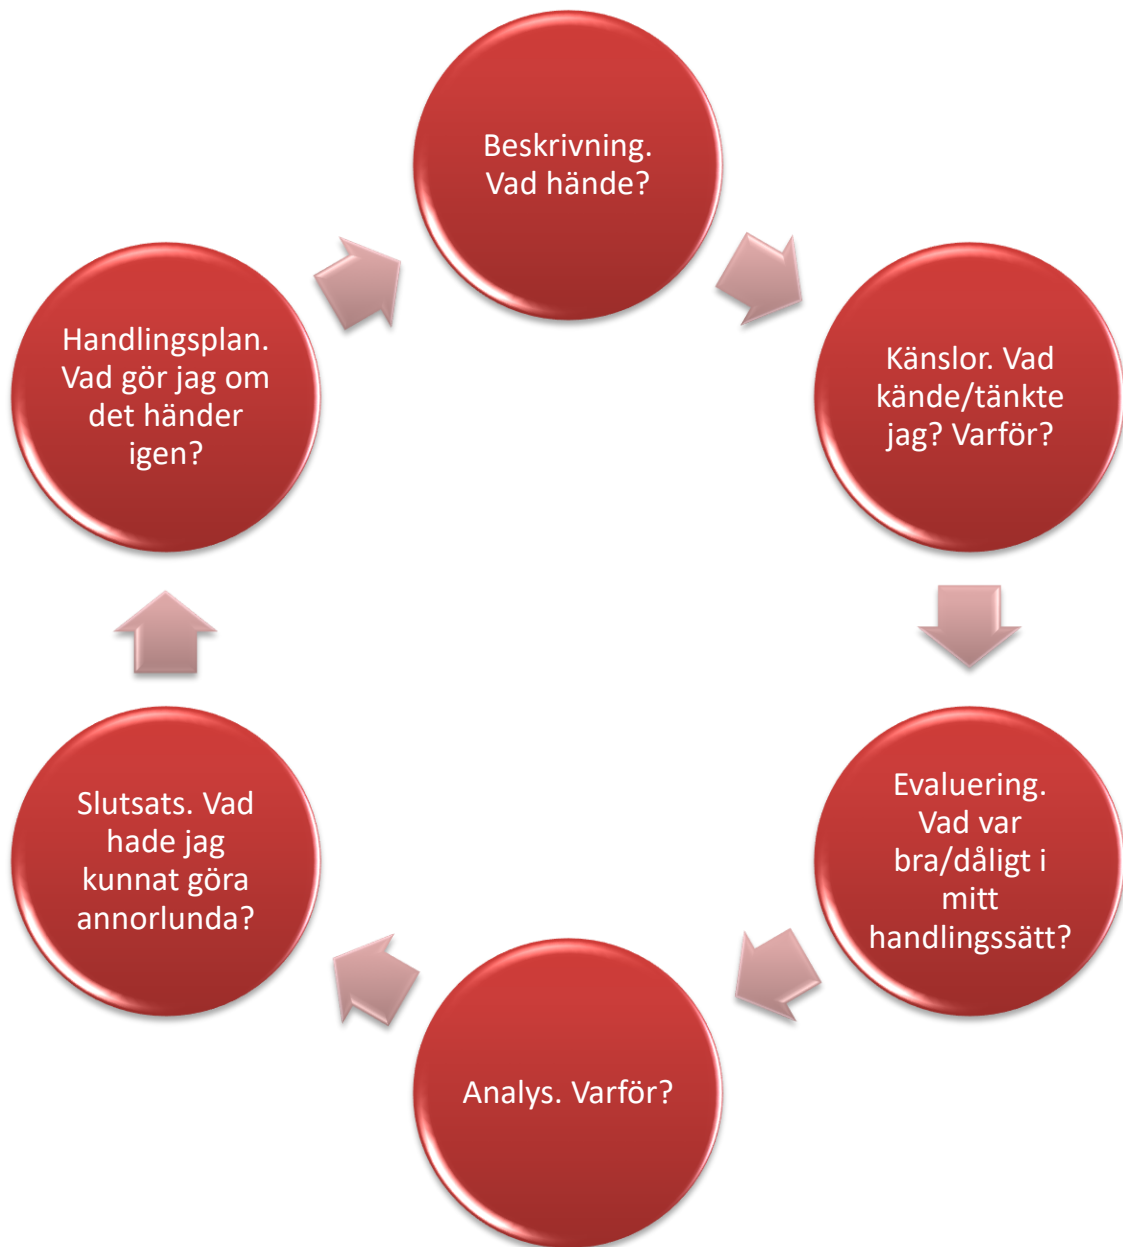 Beskrivning.
Vad hände?
Känslor. Vad
kände/tänkte
jag? Varför?
Evaluering.
Vad var
bra/dåligt i
mitt
handlingssätt?
Analys. Varför?
Slutsats. Vad
hade jag
kunnat göra
annorlunda?
Handlingsplan.
Vad gör jag om
det händer
igen?